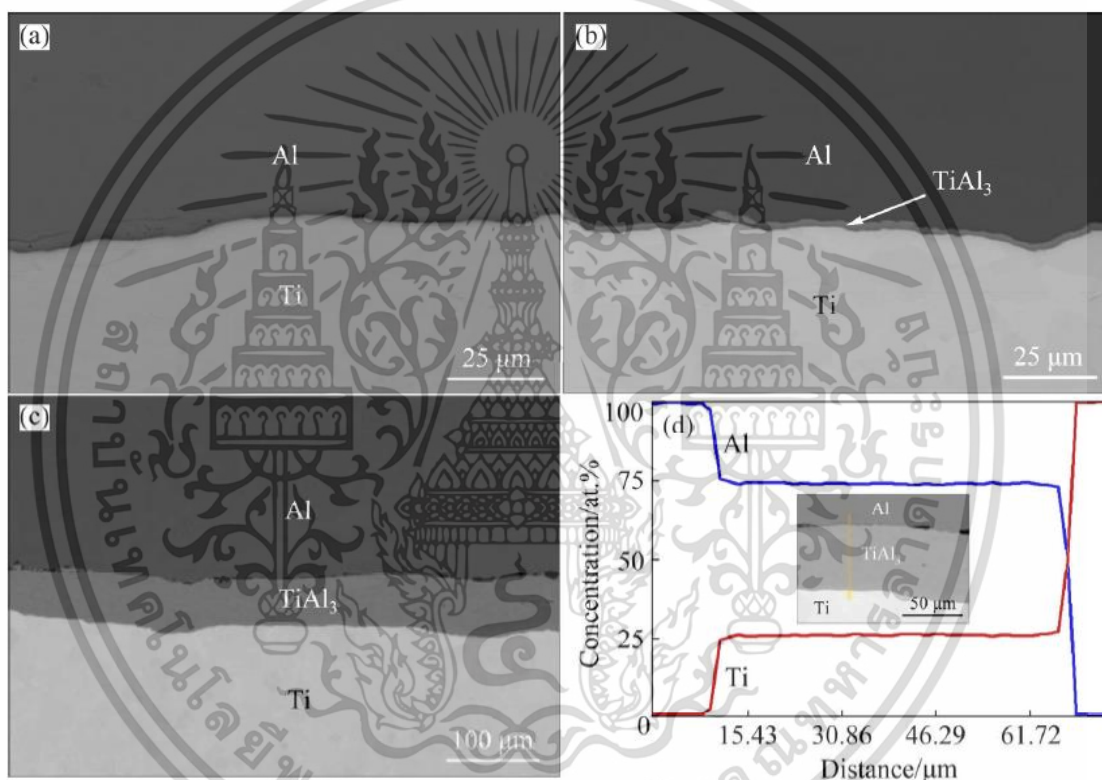 (a)
Al
Ti
25 μm
(b)
Al
TiAl₃
Ti
25 μm
(c)
Al
TiAl₃
Ti
100 μm
(d)
Concentration/at.%
100
75
50
25
0
Al
Ti
Al
TiAl₃
Ti
50 μm
15.43 30.86 46.29 61.72
Distance/μm